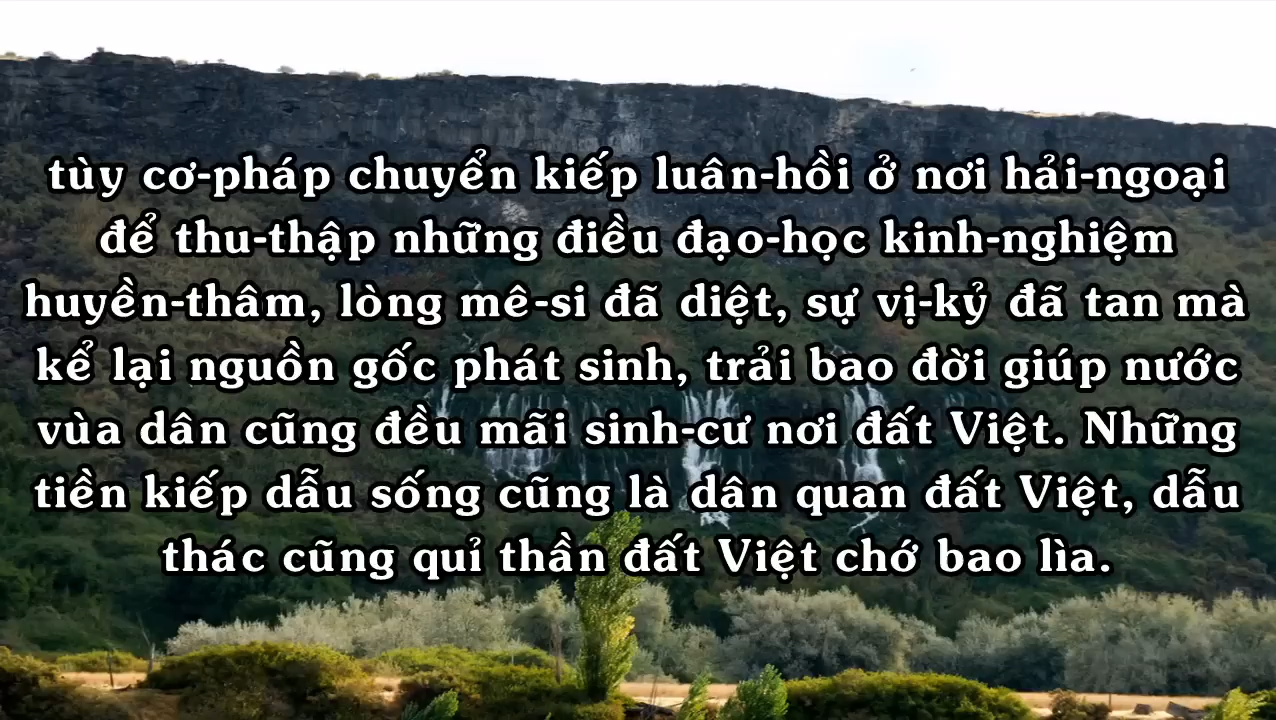 tùy cơ-pháp chuyển kiếp luân-hồi ở nơi hải-ngoại
để thu-thập những điều đạo-học kinh-nghiệm
huyền-thâm, lòng mê-si đã diệt, sự vị-kỷ đã tan mà
kể lại nguồn gốc phát sinh, trải bao đời giúp nước
vùa dân cũng đều mãi sinh-cư nơi đất Việt. Những
tiền kiếp dẫu sống cũng là dân quan đất Việt, dẫu
thác cũng quỉ thần đất Việt chớ bao lìa.